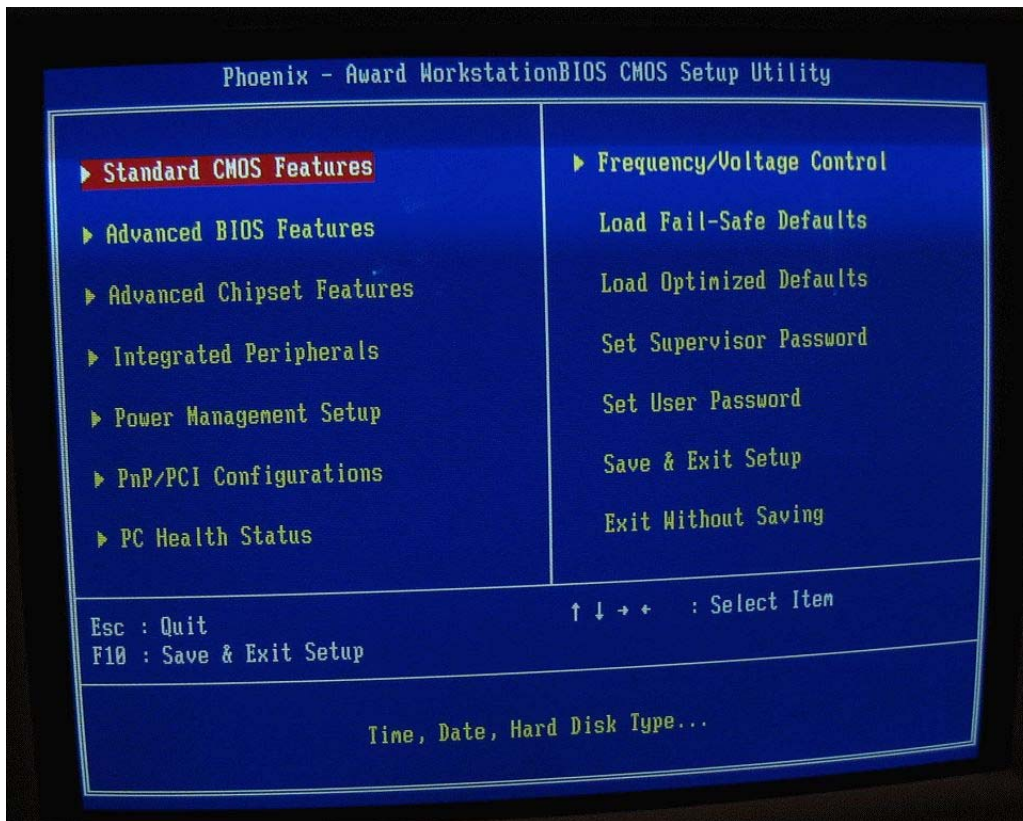 Phoenix - Award WorkstationBIOS CMOS Setup Utility
▶ Standard CMOS Features
▶ Advanced BIOS Features
▶ Advanced Chipset Features
▶ Integrated Peripherals
▶ Power Management Setup
▶ PnP/PCI Configurations
▶ PC Health Status
▶ Frequency/Voltage Control
Load Fail-Safe Defaults
Load Optimized Defaults
Set Supervisor Password
Set User Password
Save & Exit Setup
Exit Without Saving
Esc : Quit
F10 : Save & Exit Setup
↑ ↓ → ← : Select Item
Time, Date, Hard Disk Type...